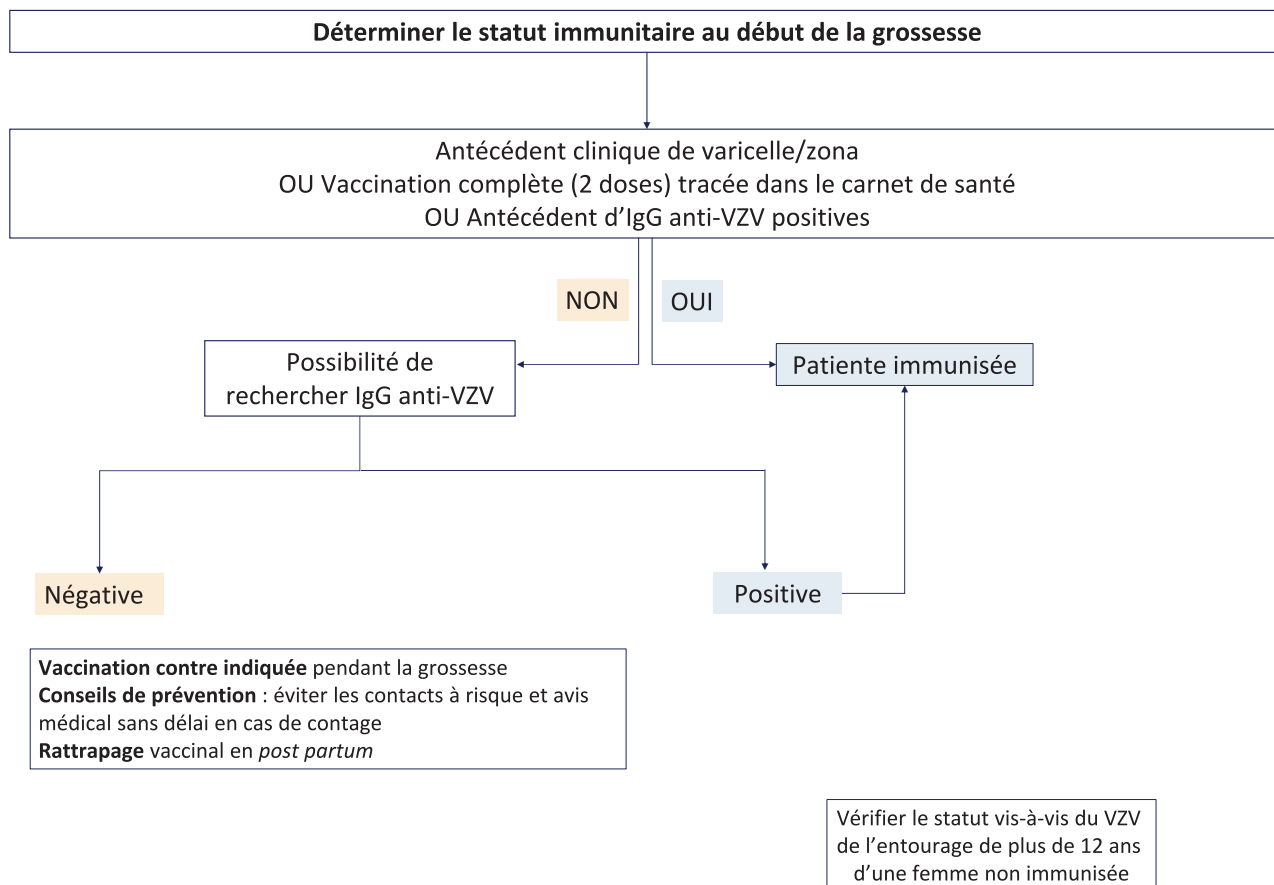 Déterminer le statut immunitaire au début de la grossesse
Antécédent clinique de varicelle/zona
OU Vaccination complète (2 doses) tracée dans le carnet de santé
OU Antécédent d’IgG anti-VZV positives
NON
OUI
Possibilité de
rechercher IgG anti-VZV
Patiente immunisée
Négative
Positive
Vaccination contre indiquée pendant la grossesse
Conseils de prévention : éviter les contacts à risque et avis
médical sans délai en cas de contage
Rattrapage vaccinal en post partum
Vérifier le statut vis-à-vis du VZV
de l’entourage de plus de 12 ans
d’une femme non immunisée